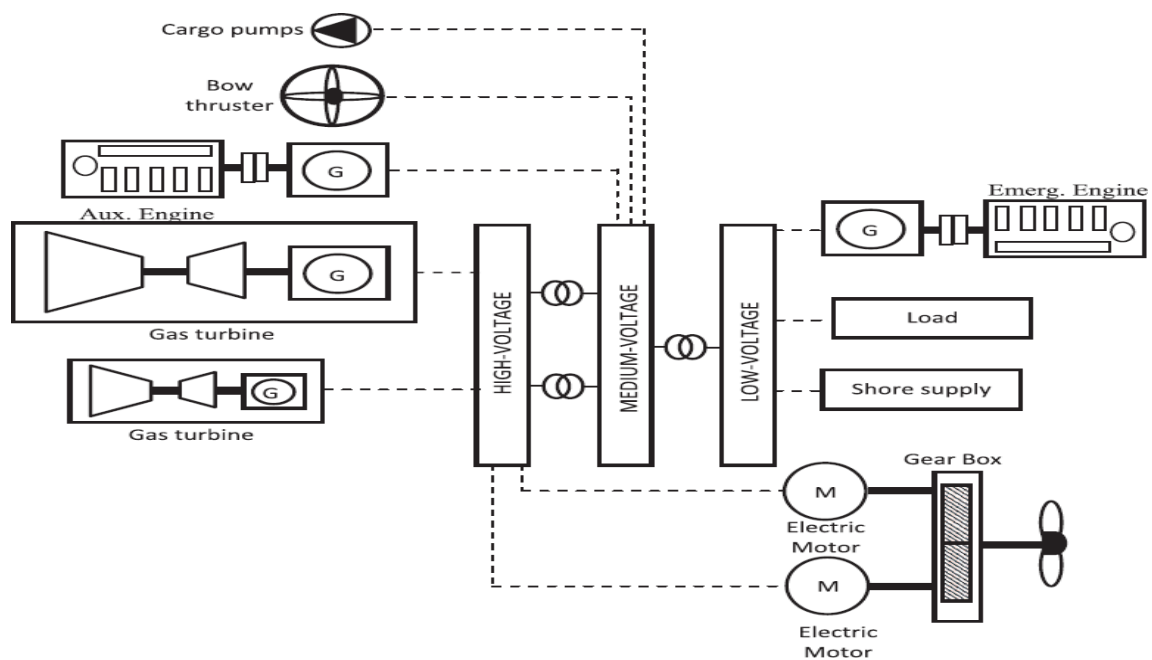 Cargo pumps
Bow
thruster
G
Aux. Engine
G
Gas turbine
G
Gas turbine
HIGH-VOLTAGE
MEDIUM-VOLTAGE
LOW-VOLTAGE
Emerg. Engine
G
Load
Shore supply
Gear Box
M
Electric
Motor
M
Electric
Motor